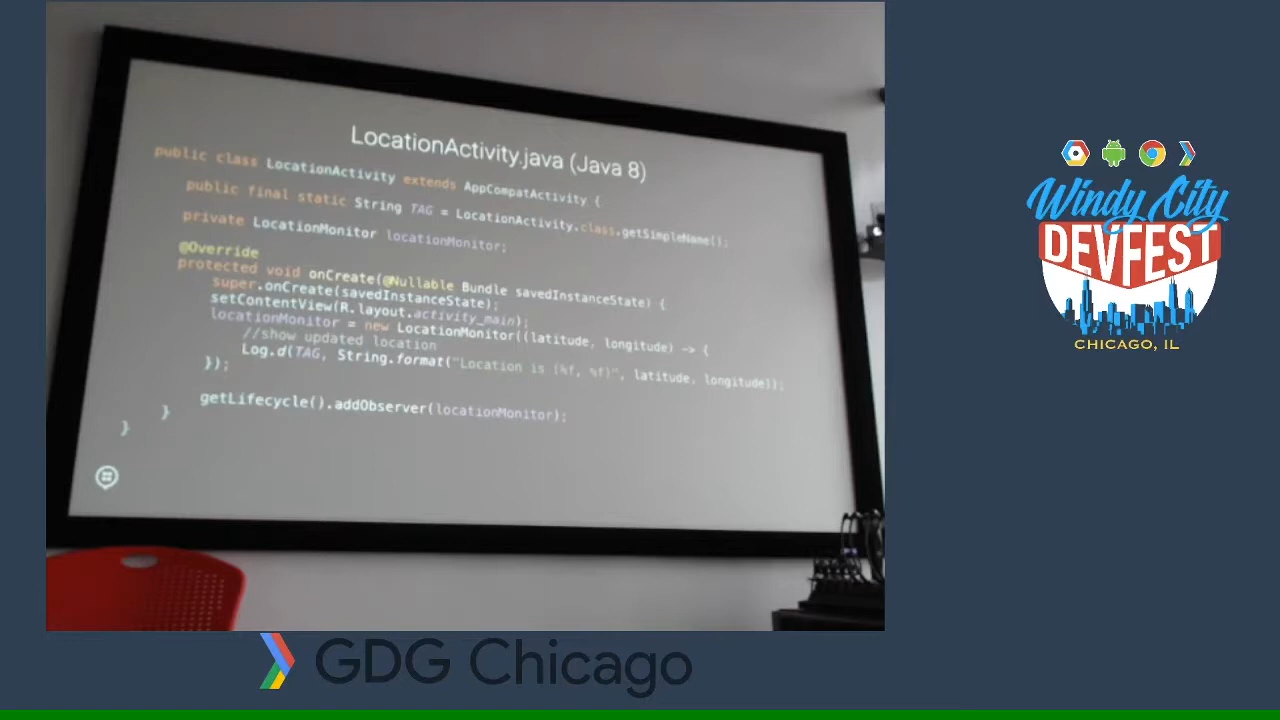 LocationActivity.java (Java 8)
public class LocationActivity extends AppCompatActivity {
public final static String TAG = LocationActivity.class.getSimpleName();
private LocationMonitor locationMonitor;
@Override
protected void onCreate(@Nullable Bundle savedInstanceState) {
super.onCreate(savedInstanceState);
setContentView(R.layout.activity_main);
locationMonitor = new LocationMonitor((latitude, longitude) -> {
//show updated location
Log.d(TAG, String.format("Location is (%f, %f)", latitude, longitude));
});
getLifecycle().addObserver(locationMonitor);
}
}
Windy City
DEVFEST
CHICAGO, IL
GDG Chicago